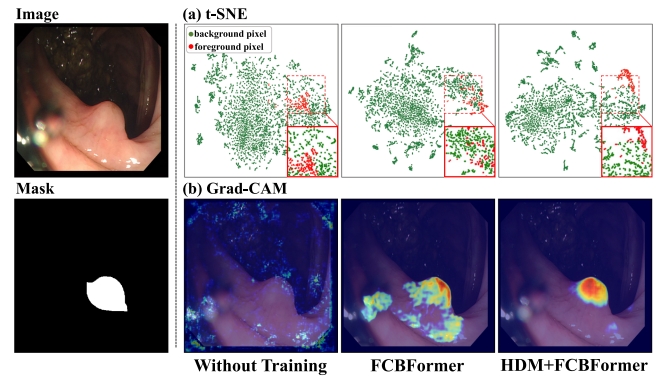 Image
(a) t-SNE
background pixel
foreground pixel
Mask
(b) Grad-CAM
Without Training
FCBFormer
HDM+FCBFormer